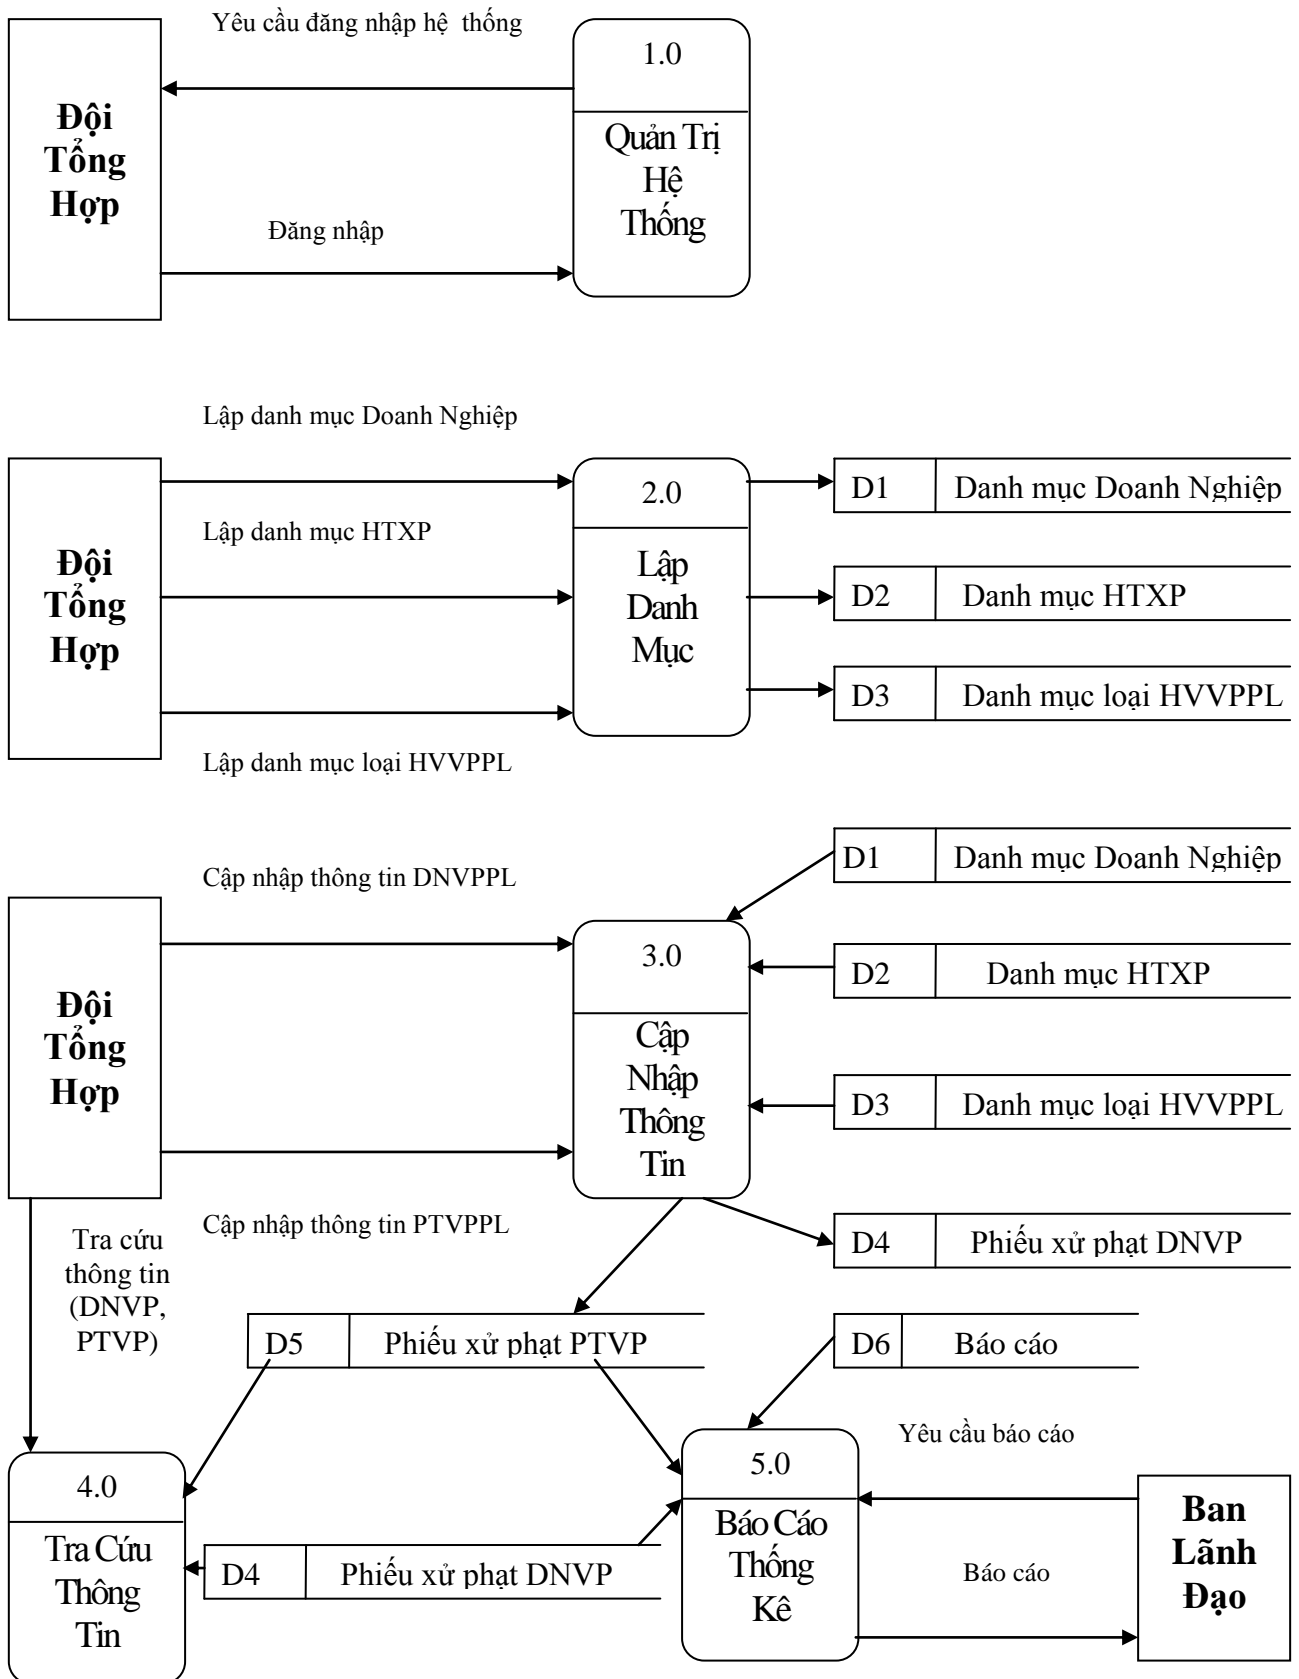 Yêu cầu đăng nhập hệ thống
1.0
Đội
Tổng
Hợp
Quản Trị
Hệ
Thống
Đăng nhập
Lập danh mục Doanh Nghiệp
2.0
D1 Danh mục Doanh Nghiệp
Lập danh mục HTXP
Đội
Tổng
Hợp
Lập
Danh
Mục
D2 Danh mục HTXP
D3 Danh mục loại HVVPPL
Lập danh mục loại HVVPPL
D1 Danh mục Doanh Nghiệp
Cập nhập thông tin DNVPPL
3.0
D2 Danh mục HTXP
Đội
Tổng
Hợp
Cập
Nhập
Thông
Tin
D3 Danh mục loại HVVPPL
Cập nhập thông tin PTVPPL
Tra cứu
thông tin
(DNVP,
PTVP)
D4 Phiếu xử phạt DNVP
D5 Phiếu xử phạt PTVP
D6 Báo cáo
Yêu cầu báo cáo
4.0
Tra Cứu
Thông
Tin
D4 Phiếu xử phạt DNVP
5.0
Báo Cáo
Thống
Kê
Báo cáo
Ban
Lãnh
Đạo